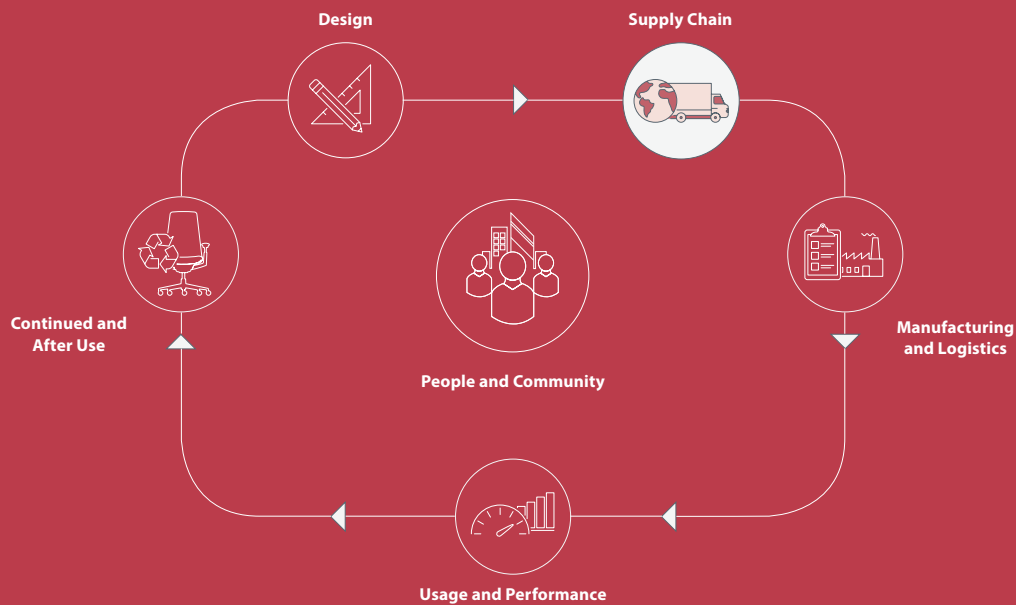 Design
Supply Chain
Continued and
After Use
Manufacturing
and Logistics
People and Community
Usage and Performance